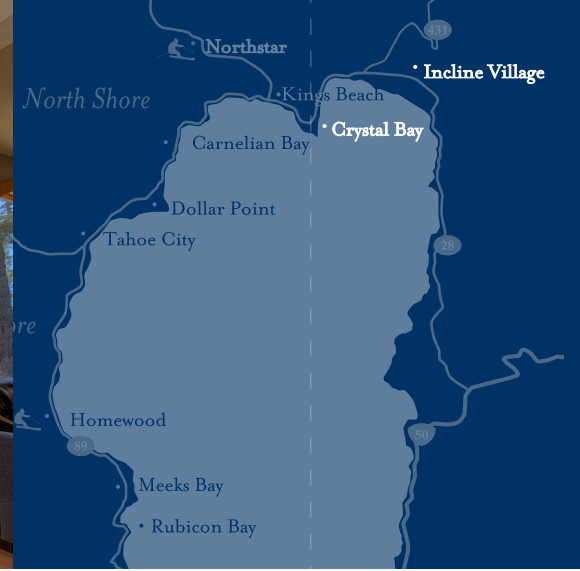 431
Northstar
Incline Village
North Shore
Kings Beach
Crystal Bay
Carnelian Bay
Dollar Point
Tahoe City
28
ore
Homewood
50
89
Meeks Bay
Rubicon Bay